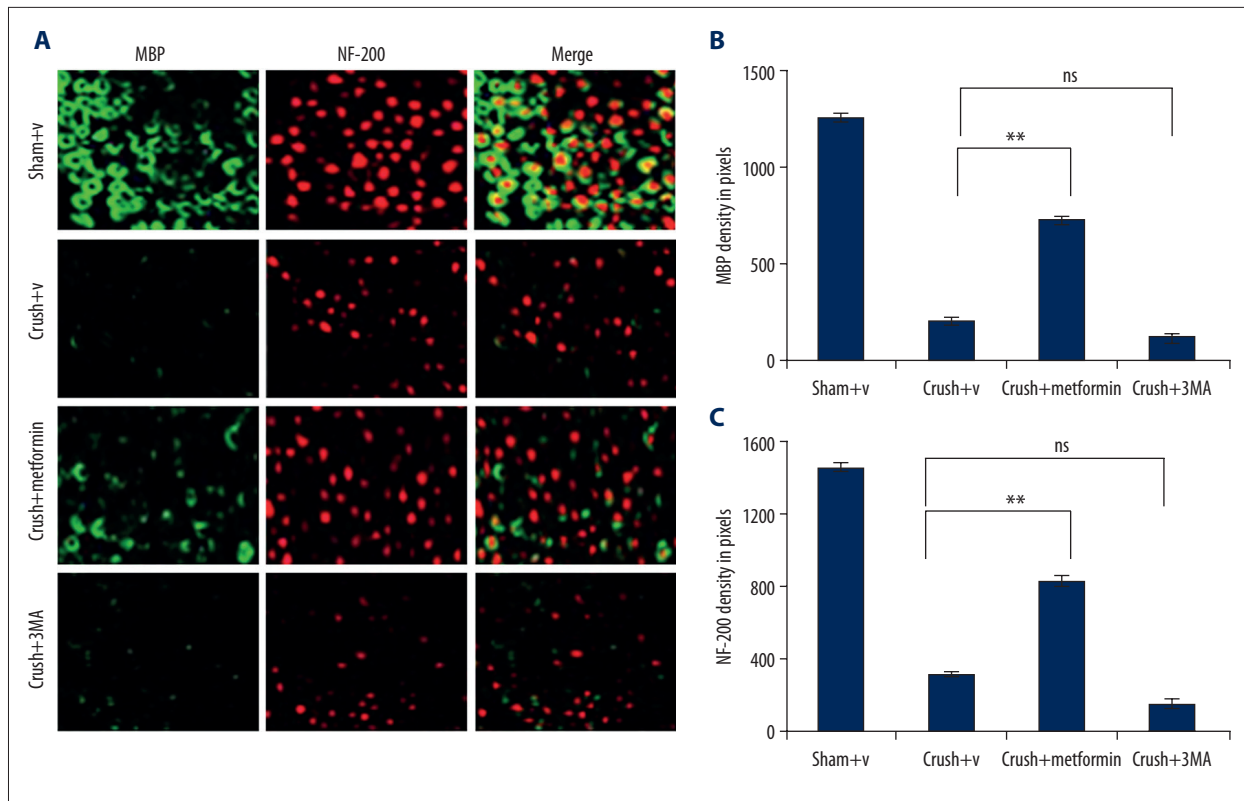 A
MBP
NF-200
Merge
Sham+v
Crush+v
Crush+metformin
Crush+3MA
B
MBP density in pixels
1500
1000
500
0
ns
**
Sham+v
Crush+v
Crush+metformin
Crush+3MA
C
NF-200 density in pixels
1600
1200
800
400
0
ns
**
Sham+v
Crush+v
Crush+metformin
Crush+3MA